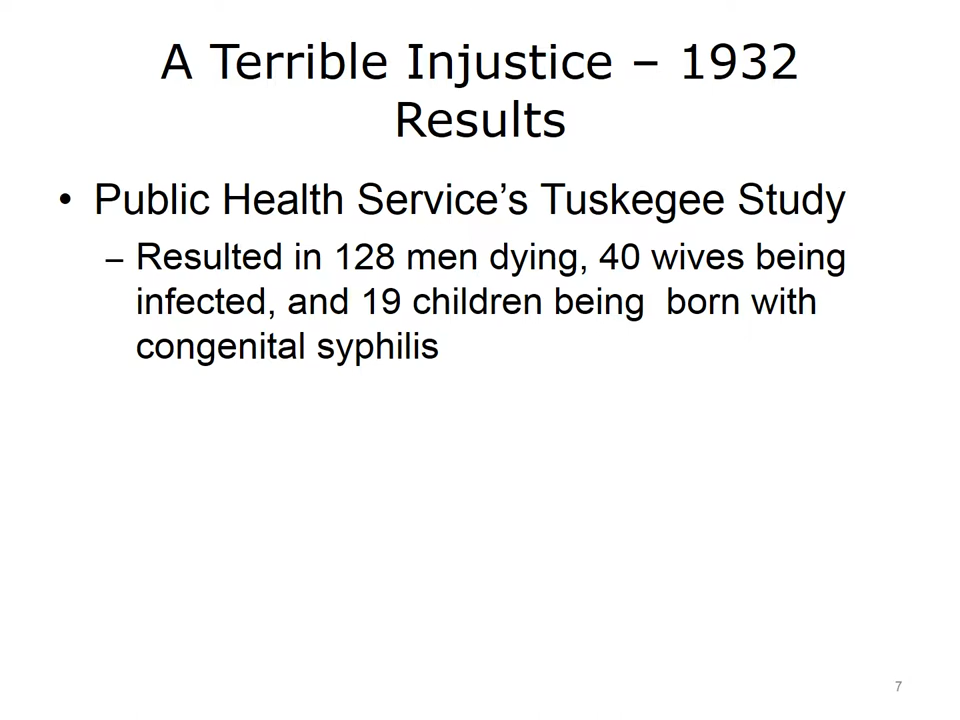 A Terrible Injustice – 1932
Results
• Public Health Service’s Tuskegee Study
– Resulted in 128 men dying, 40 wives being
infected, and 19 children being  born with
congenital syphilis
7